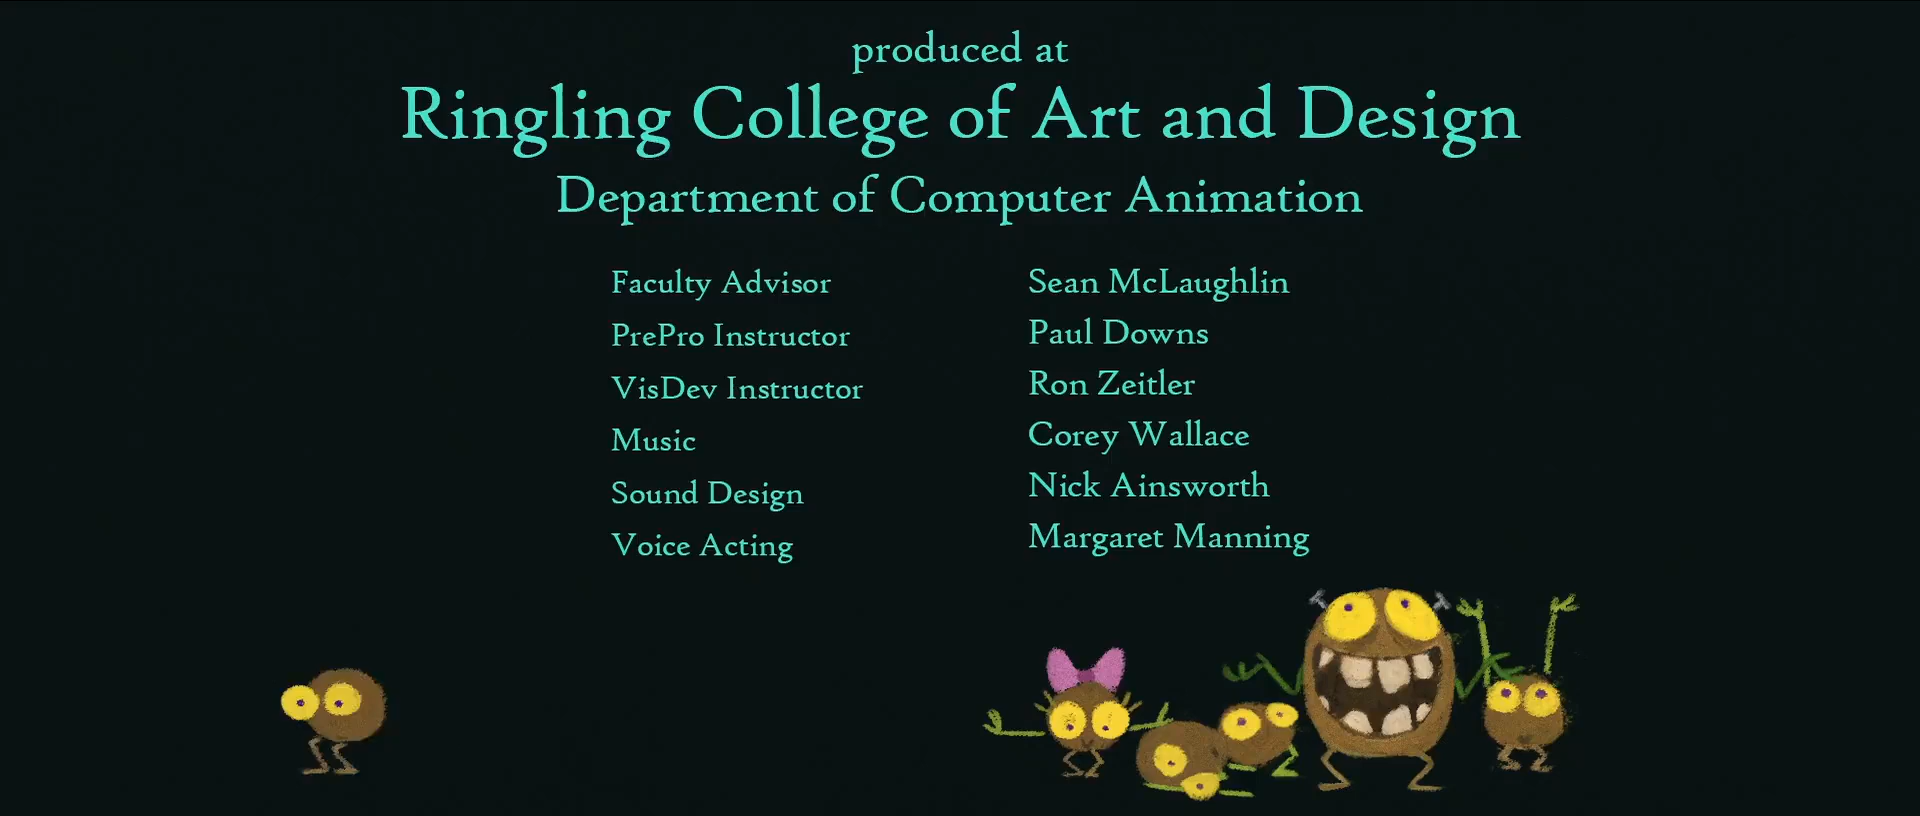 produced at
Ringling College of Art and Design
Department of Computer Animation
Faculty Advisor Sean McLaughlin
PrePro Instructor Paul Downs
VisDev Instructor Ron Zeitler
Music Corey Wallace
Sound Design Nick Ainsworth
Voice Acting Margaret Manning